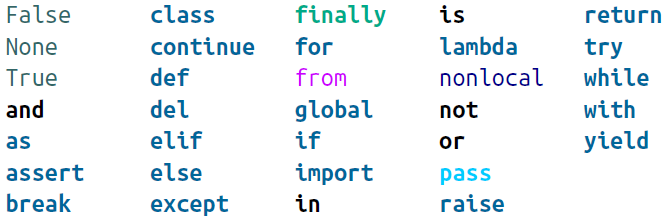 False class finally is return
None continue for lambda try
True def from nonlocal while
and del global not with
as elif if or yield
assert else import pass
break except in raise